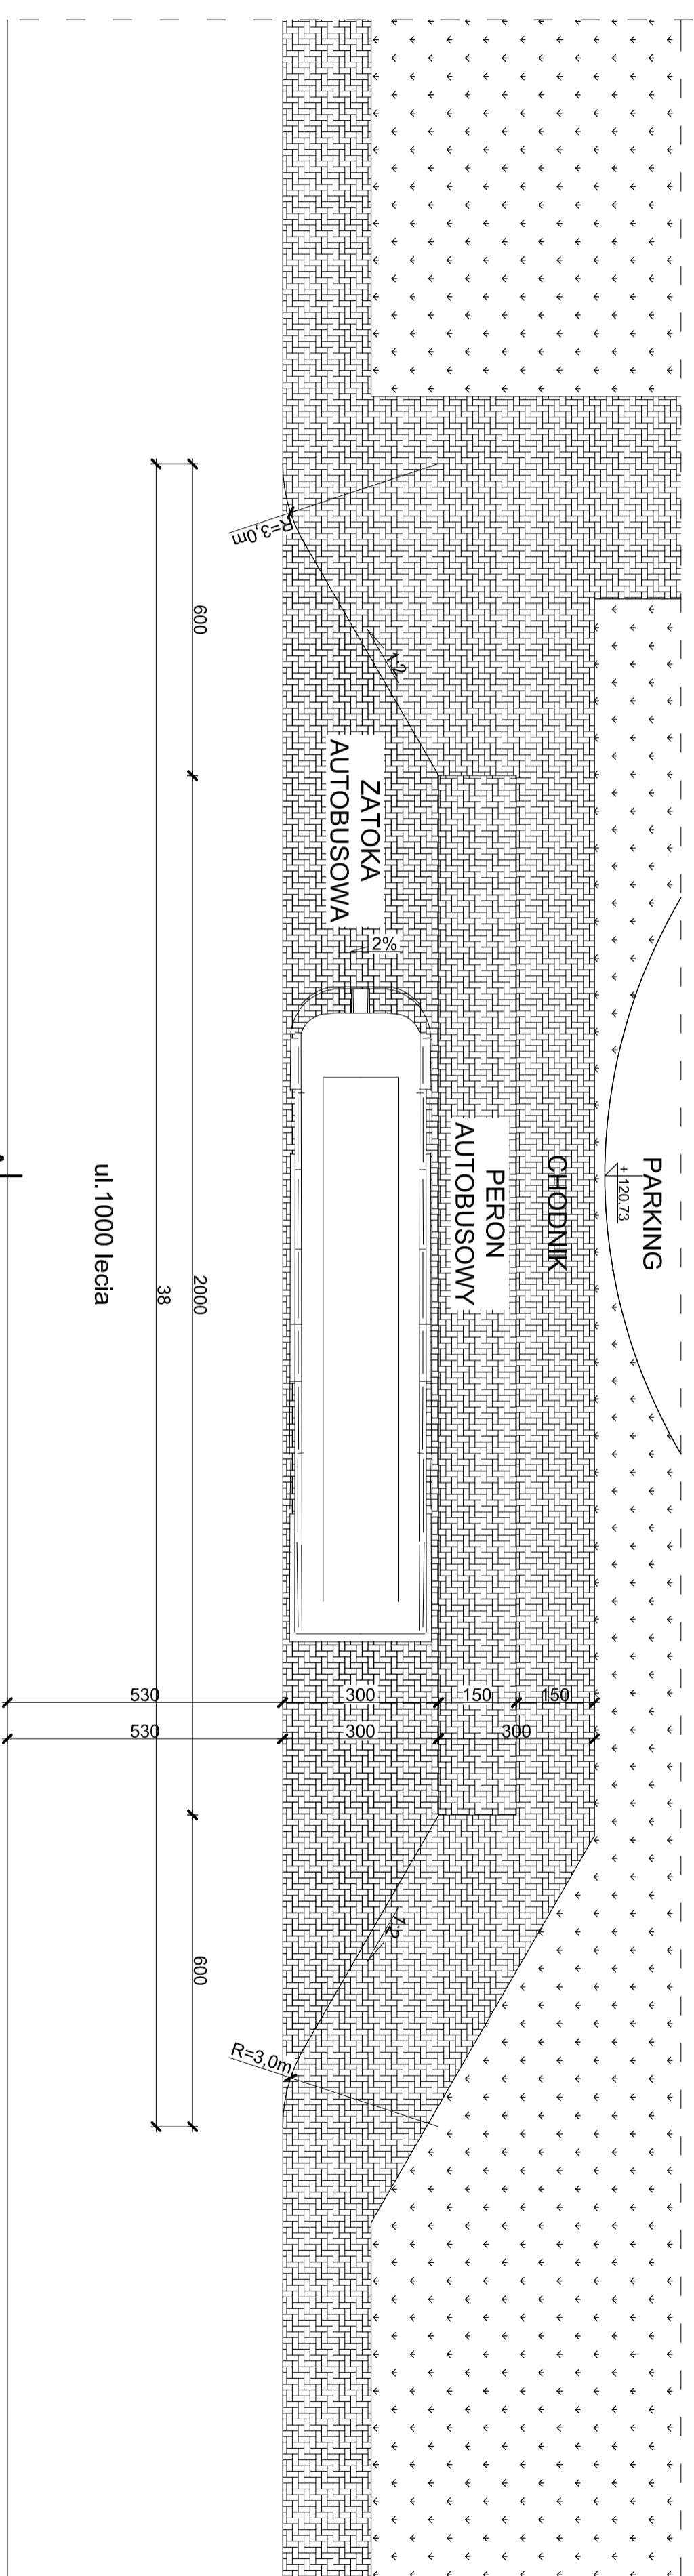 R=3,0m
600
1:2
ZATOKA
AUTOBUSOWA
2%
PARKING
+ 120,73
CHODNIK
PERON
AUTOBUSOWY
ul.1000 lecia
2000
38
530
300
150
150
530
300
300
1:2
600
R=3,0m